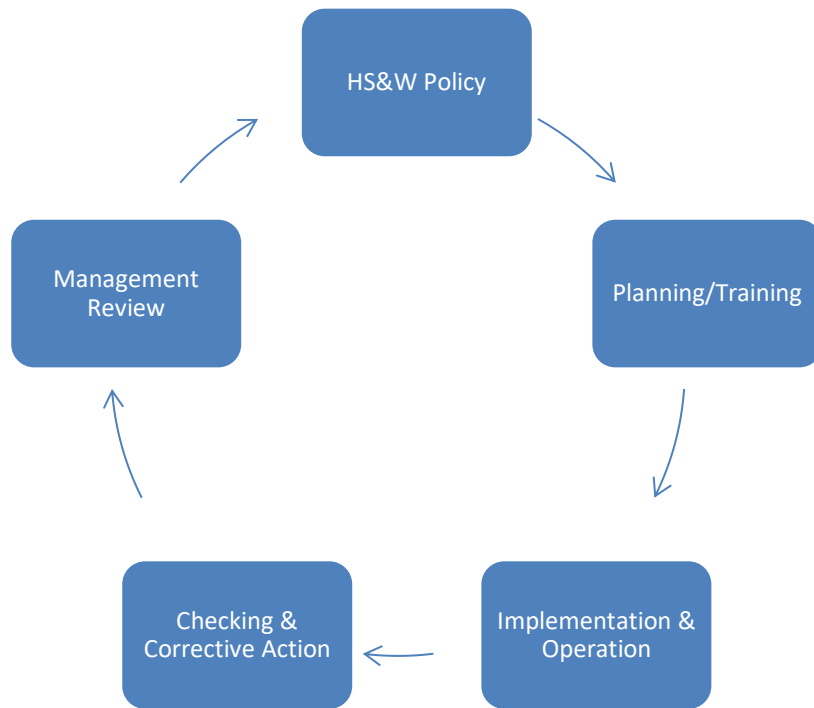 HS&W Policy
Planning/Training
Implementation &
Operation
Checking &
Corrective Action
Management
Review